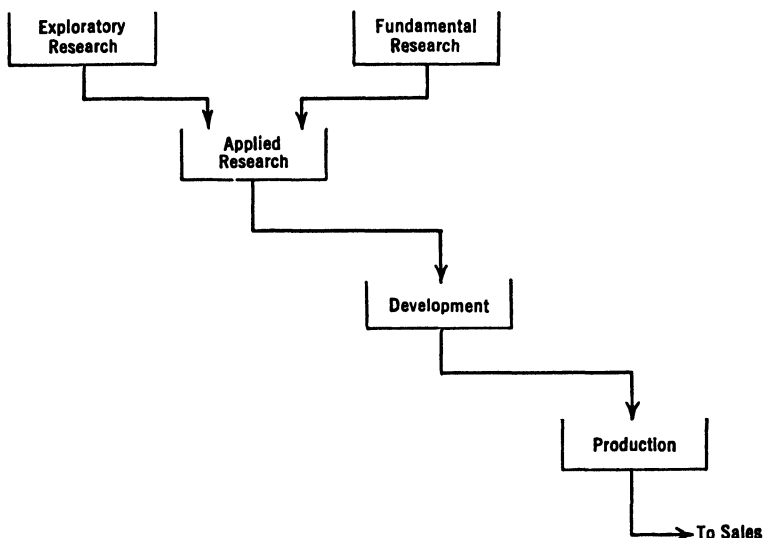 Exploratory
Research
Fundamental
Research
Applied
Research
Development
Production
To Sales